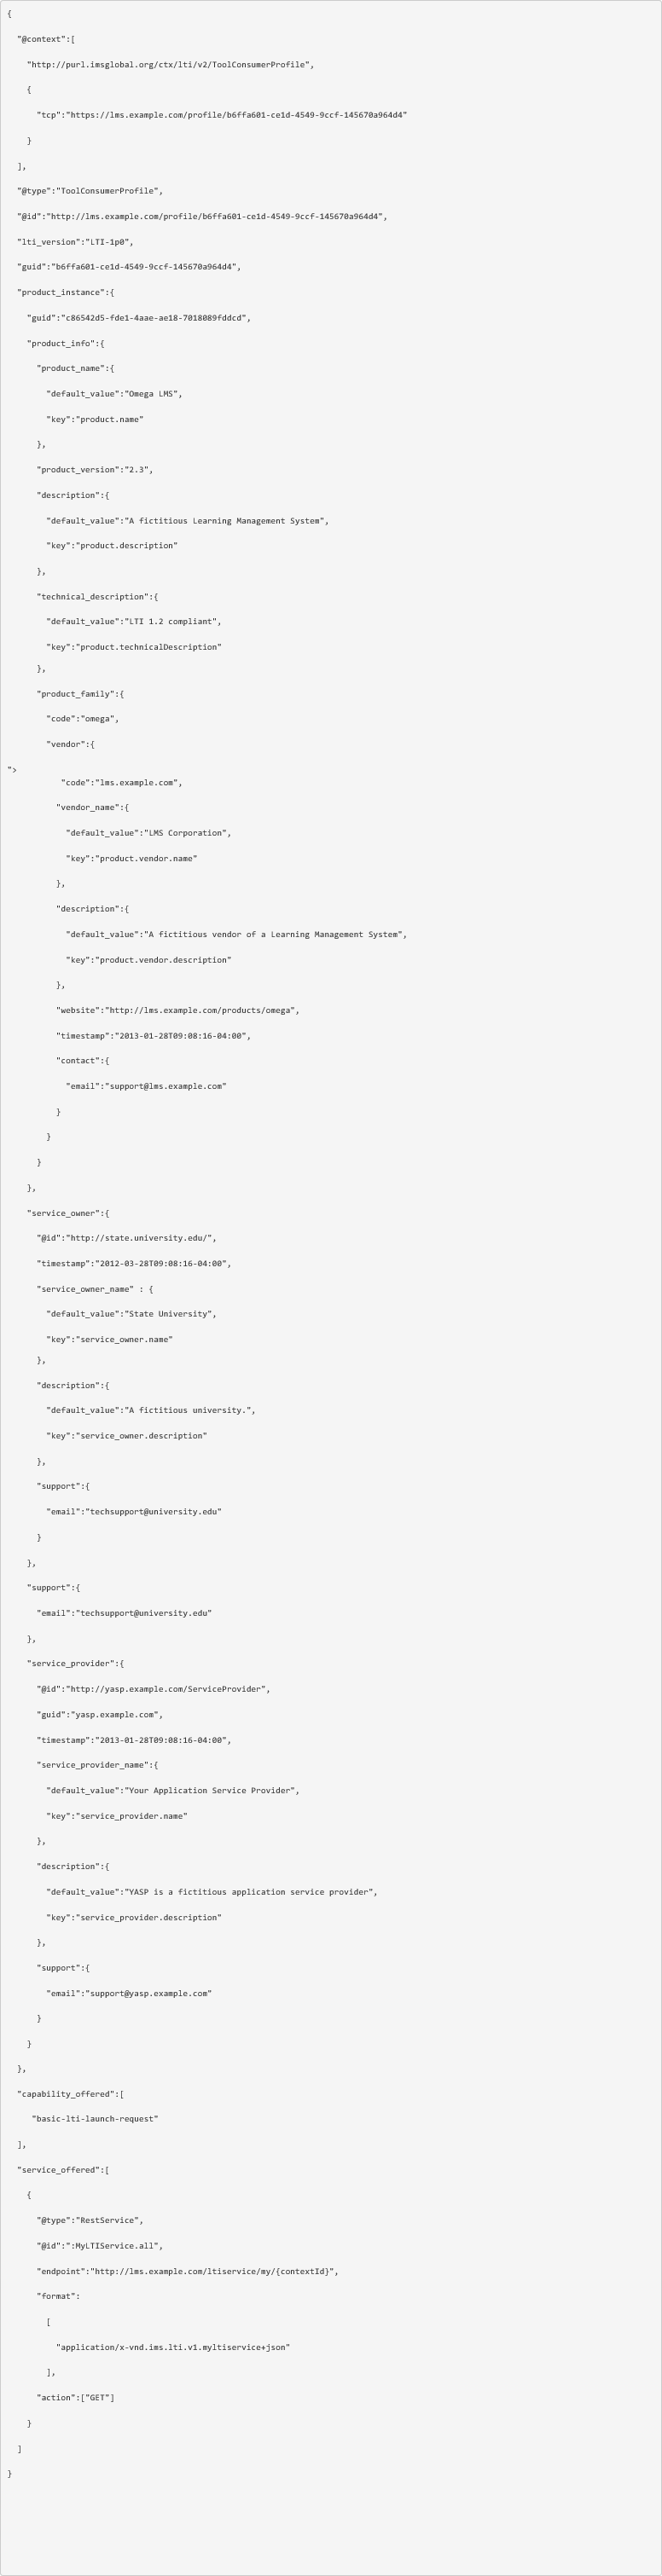 {
"@context":[
"http://purl.imsglobal.org/ctx/lti/v2/ToolConsumerProfile",
{
"tcp":"https://lms.example.com/profile/b6ffa601-ce1d-4549-9ccf-145670a964d4"
}
],
"@type":"ToolConsumerProfile",
"@id":"http://lms.example.com/profile/b6ffa601-ce1d-4549-9ccf-145670a964d4",
"lti_version":"LTI-1p0",
"guid":"b6ffa601-ce1d-4549-9ccf-145670a964d4",
"product_instance":{
"guid":"c86542d5-fde1-4aae-ae18-7018089fddcd",
"product_info":{
"product_name":{
"default_value":"Omega LMS",
"key":"product.name"
},
"product_version":"2.3",
"description":{
"default_value":"A fictitious Learning Management System",
"key":"product.description"
},
"technical_description":{
"default_value":"LTI 1.2 compliant",
"key":"product.technicalDescription"
},
"product_family":{
"code":"omega",
"vendor":{
">
"code":"lms.example.com",
"vendor_name":{
"default_value":"LMS Corporation",
"key":"product.vendor.name"
},
"description":{
"default_value":"A fictitious vendor of a Learning Management System",
"key":"product.vendor.description"
},
"website":"http://lms.example.com/products/omega",
"timestamp":"2013-01-28T09:08:16-04:00",
"contact":{
"email":"support@lms.example.com"
}
}
}
},
"service_owner":{
"@id":"http://state.university.edu/",
"timestamp":"2012-03-28T09:08:16-04:00",
"service_owner_name" : {
"default_value":"State University",
"key":"service_owner.name"
},
"description":{
"default_value":"A fictitious university.",
"key":"service_owner.description"
},
"support":{
"email":"techsupport@university.edu"
}
},
"support":{
"email":"techsupport@university.edu"
},
"service_provider":{
"@id":"http://yasp.example.com/ServiceProvider",
"guid":"yasp.example.com",
"timestamp":"2013-01-28T09:08:16-04:00",
"service_provider_name":{
"default_value":"Your Application Service Provider",
"key":"service_provider.name"
},
"description":{
"default_value":"YASP is a fictitious application service provider",
"key":"service_provider.description"
},
"support":{
"email":"support@yasp.example.com"
}
}
},
"capability_offered":[
"basic-lti-launch-request"
],
"service_offered":[
{
"@type":"RestService",
"@id":":MyLTIService.all",
"endpoint":"http://lms.example.com/ltiservice/my/{contextId}",
"format":
[
"application/x-vnd.ims.lti.v1.myltiservice+json"
],
"action":["GET"]
}
]
}